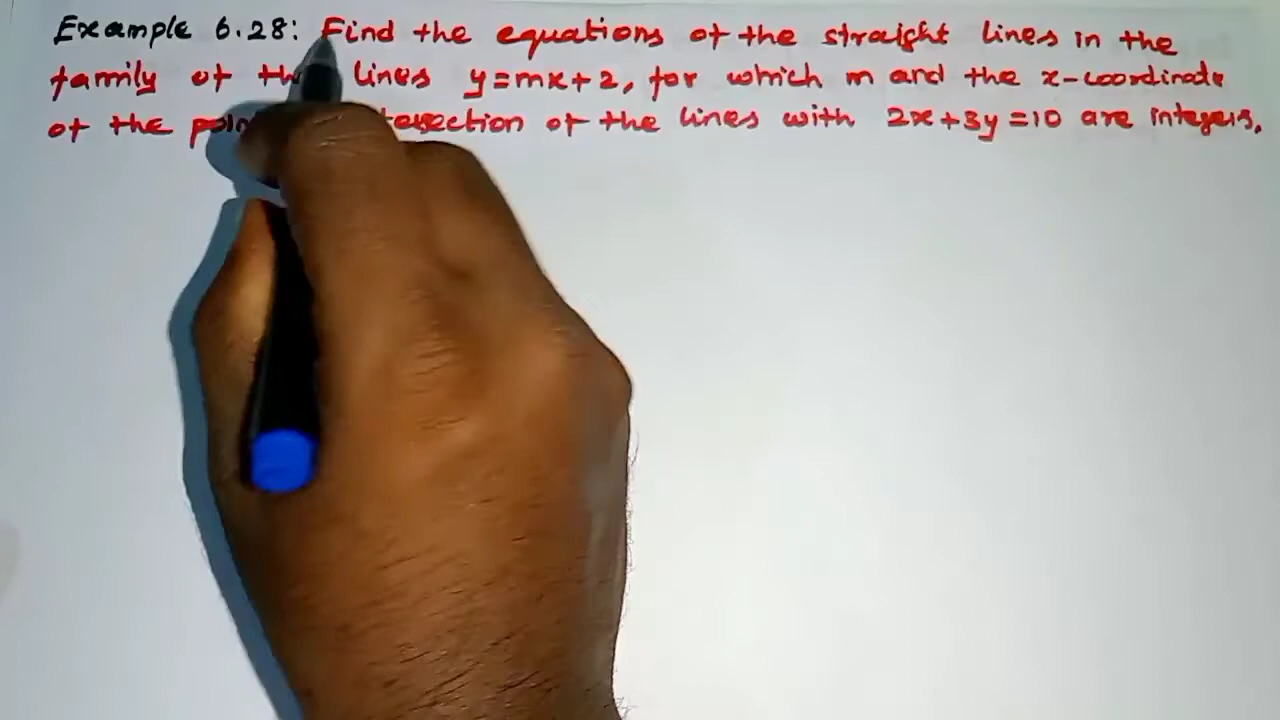 Example 6.28: Find the equations of the straight lines in the
family of lines y=mx+2, for which m and the x-coordinate
of the of the lines with 2x+3y=10 are integers.